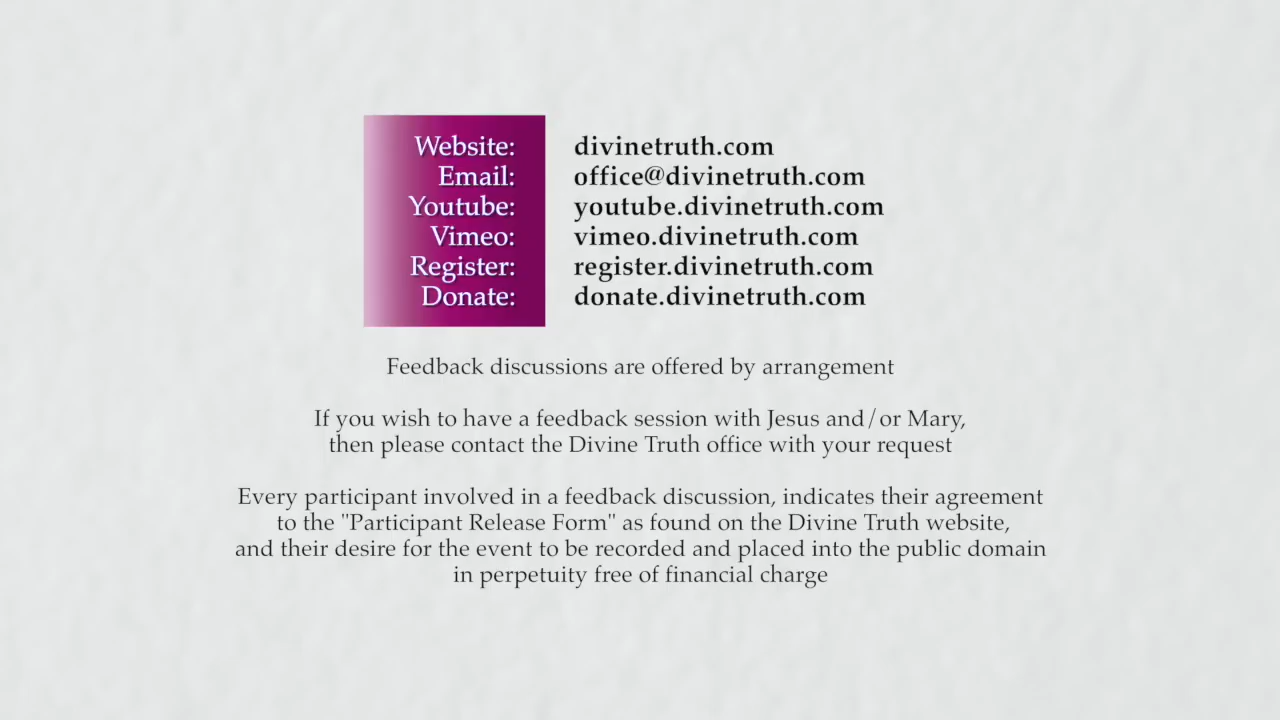 Website: divinetruth.com
Email: office@divinetruth.com
Youtube: youtube.divinetruth.com
Vimeo: vimeo.divinetruth.com
Register: register.divinetruth.com
Donate: donate.divinetruth.com
Feedback discussions are offered by arrangement
If you wish to have a feedback session with Jesus and/or Mary,
then please contact the Divine Truth office with your request
Every participant involved in a feedback discussion, indicates their agreement
to the "Participant Release Form" as found on the Divine Truth website,
and their desire for the event to be recorded and placed into the public domain
in perpetuity free of financial charge